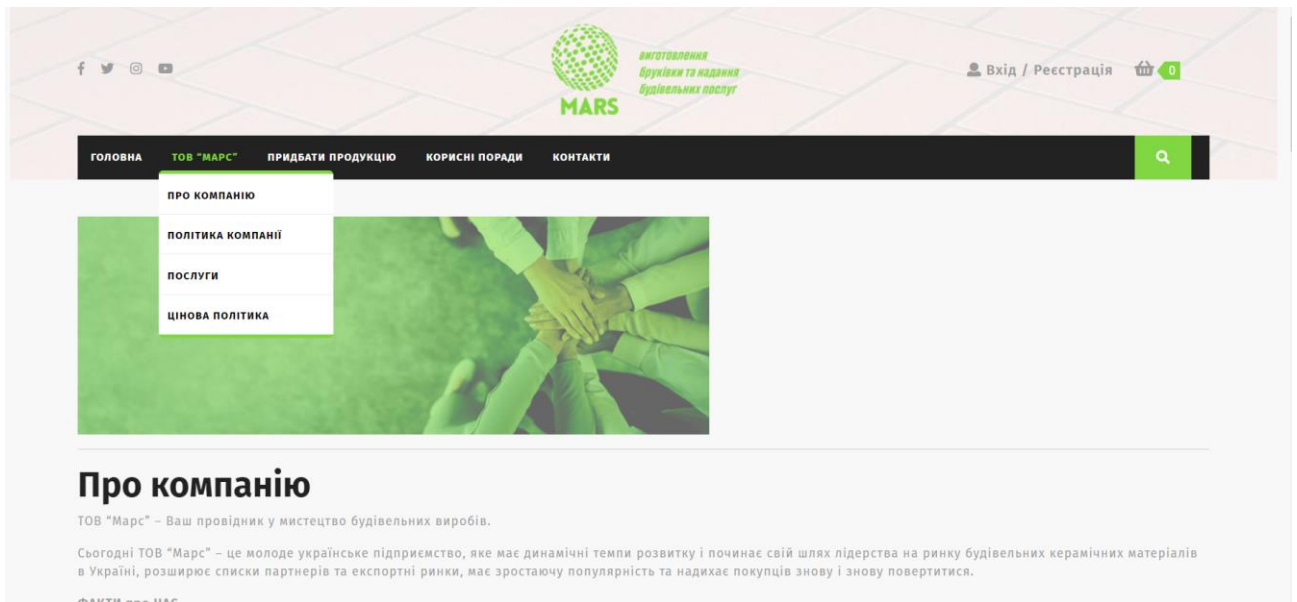 MARS
виготовлення
бруківки та надання
будівельних послуг
Вхід / Реєстрація
0
ГОЛОВНА ТОВ "МАРС" ПРИДБАТИ ПРОДУКЦІЮ КОРИСНІ ПОРАДИ КОНТАКТИ
ПРО КОМПАНІЮ
ПОЛІТИКА КОМПАНІЇ
ПОСЛУГИ
ЦІНОВА ПОЛІТИКА
Про компанію
ТОВ "Марс" – Ваш провідник у мистецтво будівельних виробів.
Сьогодні ТОВ "Марс" – це молоде українське підприємство, яке має динамічні темпи розвитку і починає свій шлях лідерства на ринку будівельних керамічних матеріалів
в Україні, розширює списки партнерів та експортні ринки, має зростаючу популярність та надихає покупців знову і знову повертитися.
ФАКТИ про НАС